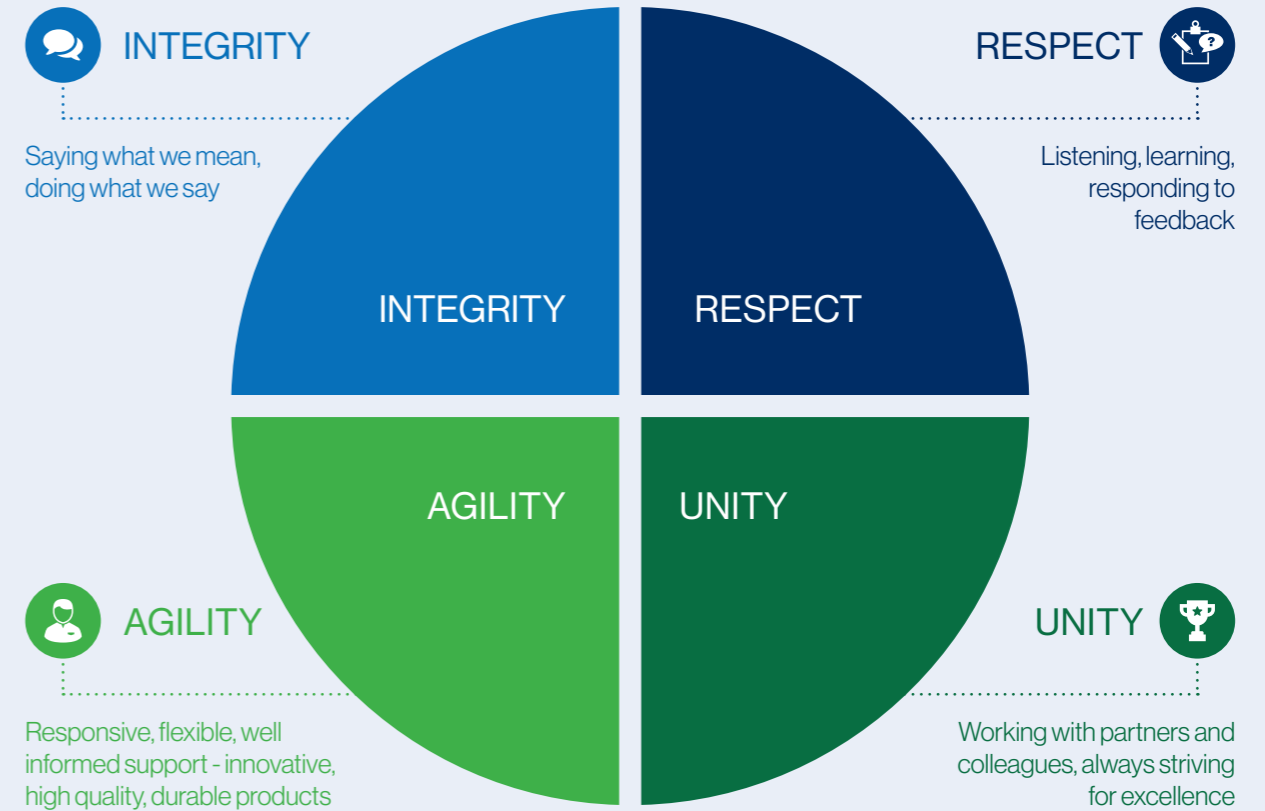 INTEGRITY
Saying what we mean,
doing what we say
RESPECT
?
Listening, learning,
responding to
feedback
INTEGRITY
RESPECT
AGILITY
UNITY
AGILITY
Responsive, flexible, well
informed support - innovative,
high quality, durable products
UNITY
Working with partners and
colleagues, always striving
for excellence